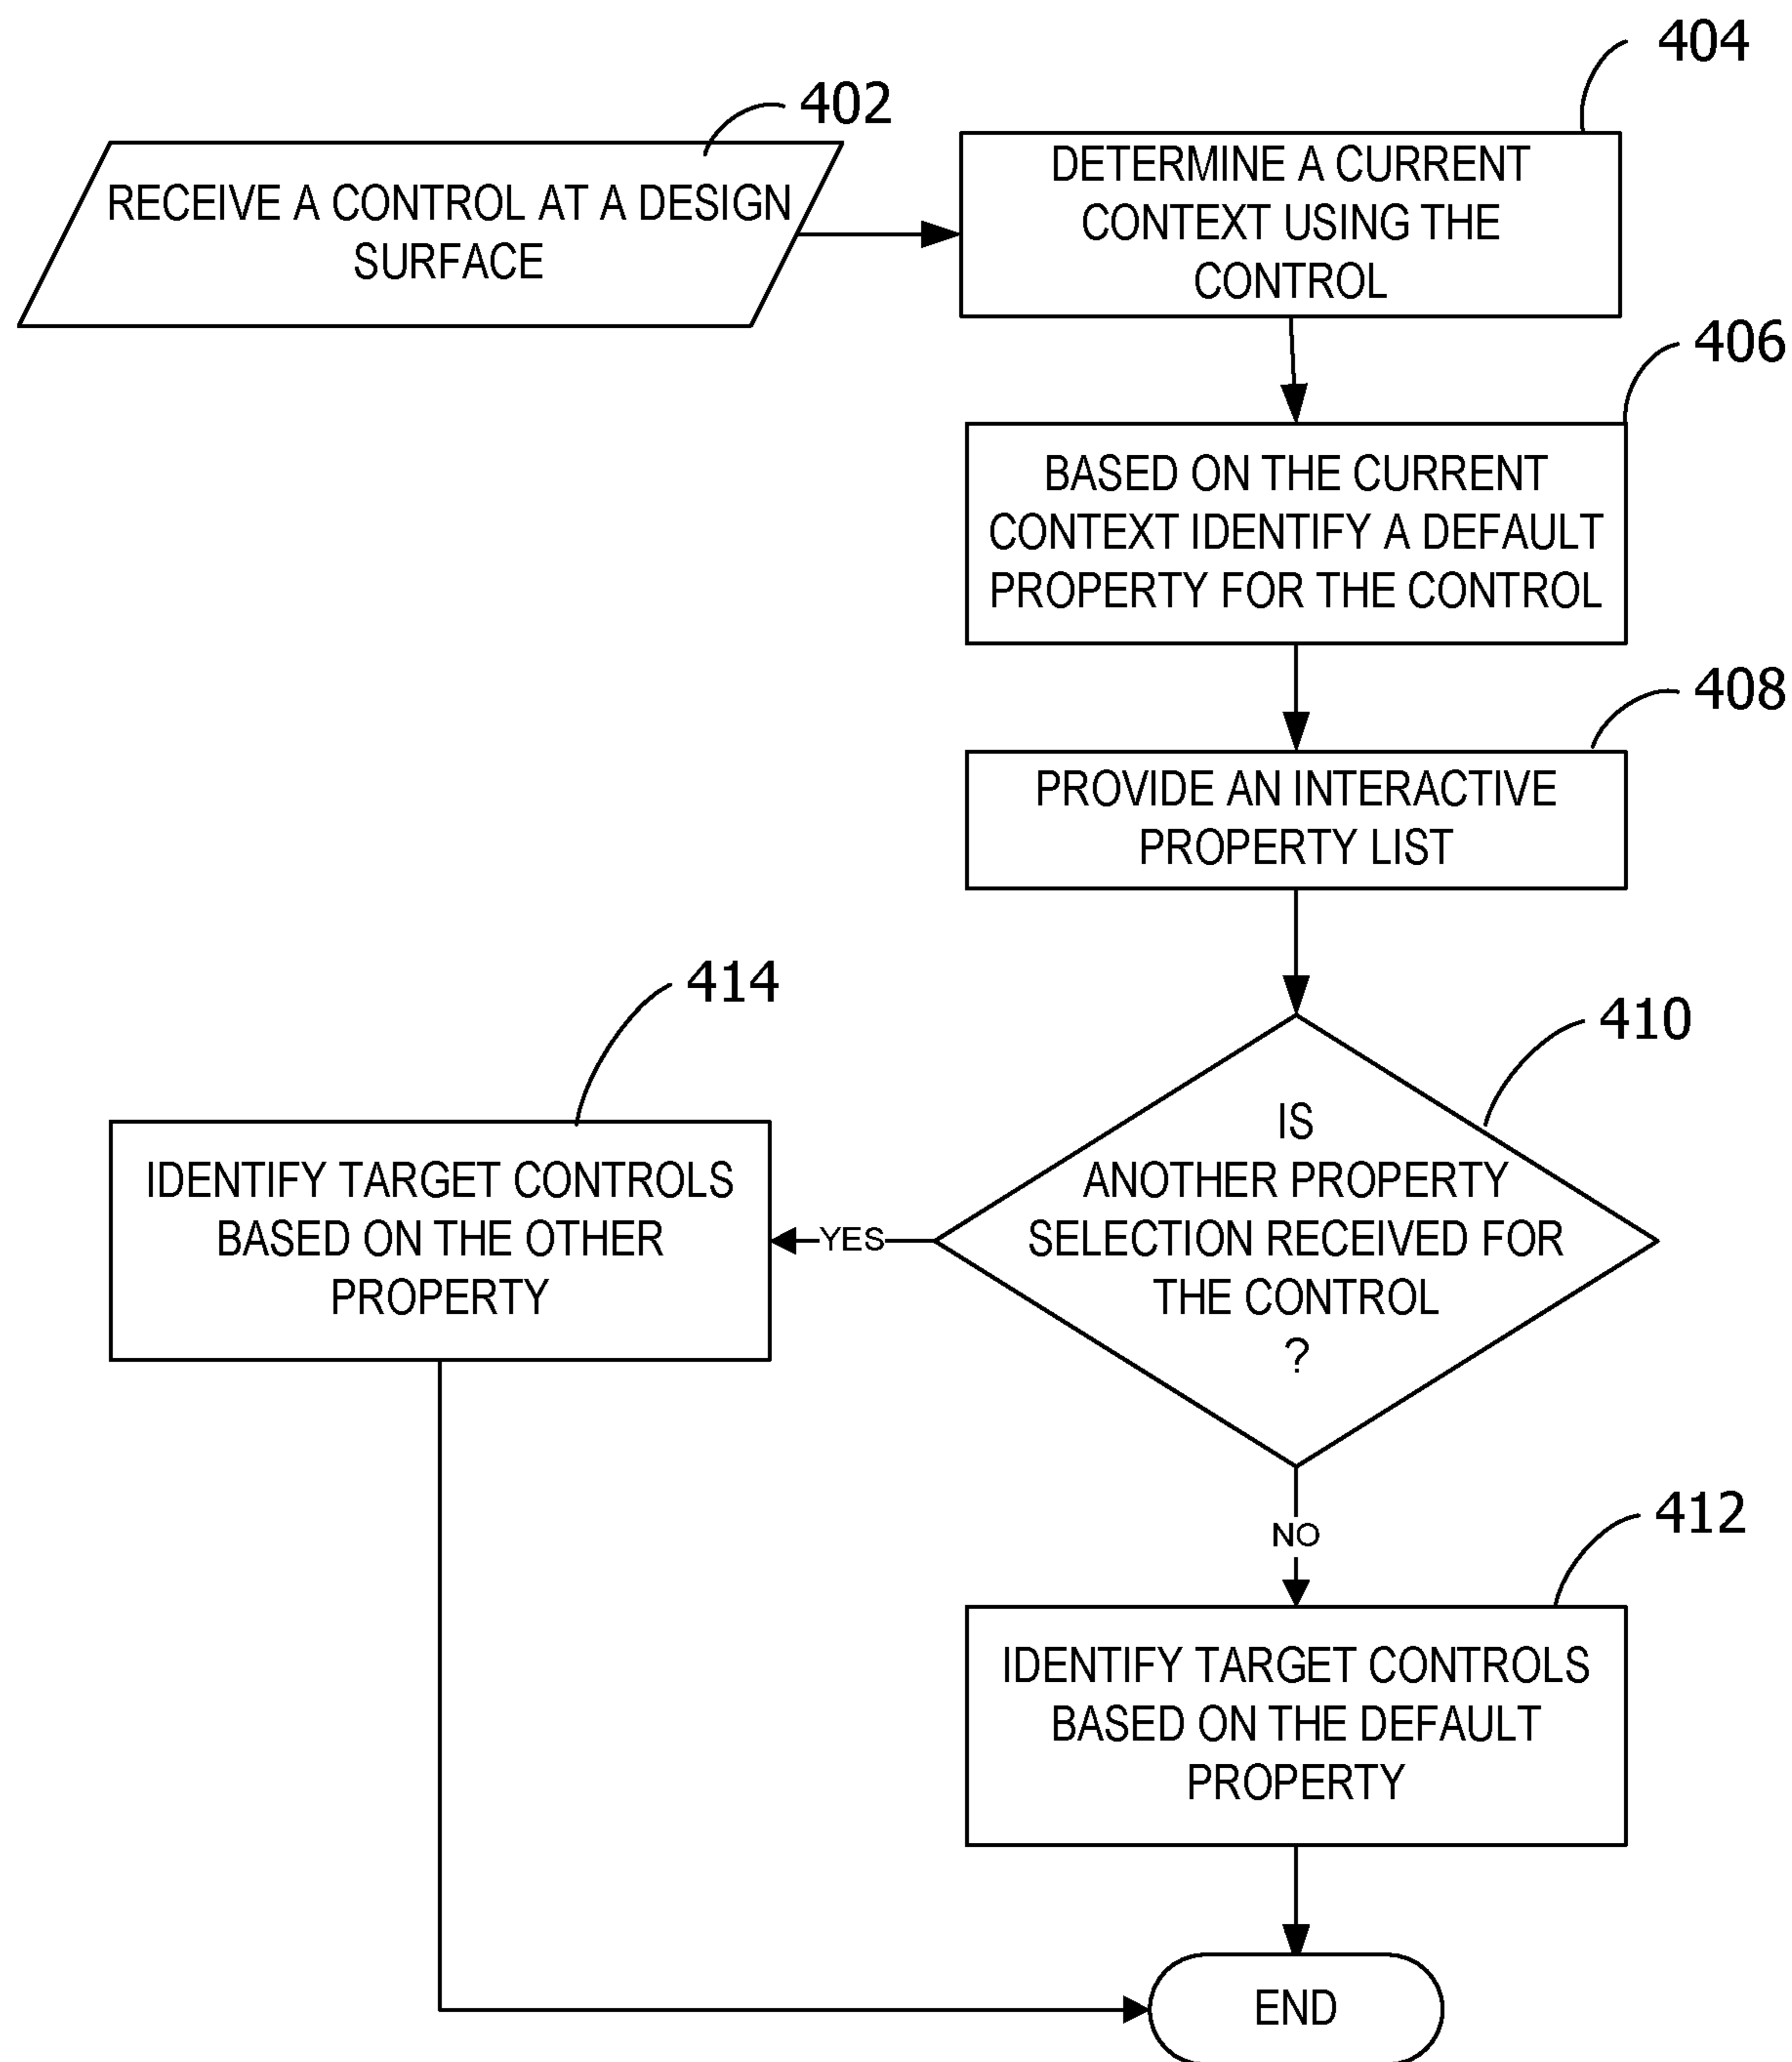 404
402
RECEIVE A CONTROL AT A DESIGN
SURFACE
DETERMINE A CURRENT
CONTEXT USING THE
CONTROL
406
BASED ON THE CURRENT
CONTEXT IDENTIFY A DEFAULT
PROPERTY FOR THE CONTROL
408
PROVIDE AN INTERACTIVE
PROPERTY LIST
414
410
IS
ANOTHER PROPERTY
SELECTION RECEIVED FOR
THE CONTROL
?
YES
IDENTIFY TARGET CONTROLS
BASED ON THE OTHER
PROPERTY
NO
412
IDENTIFY TARGET CONTROLS
BASED ON THE DEFAULT
PROPERTY
END